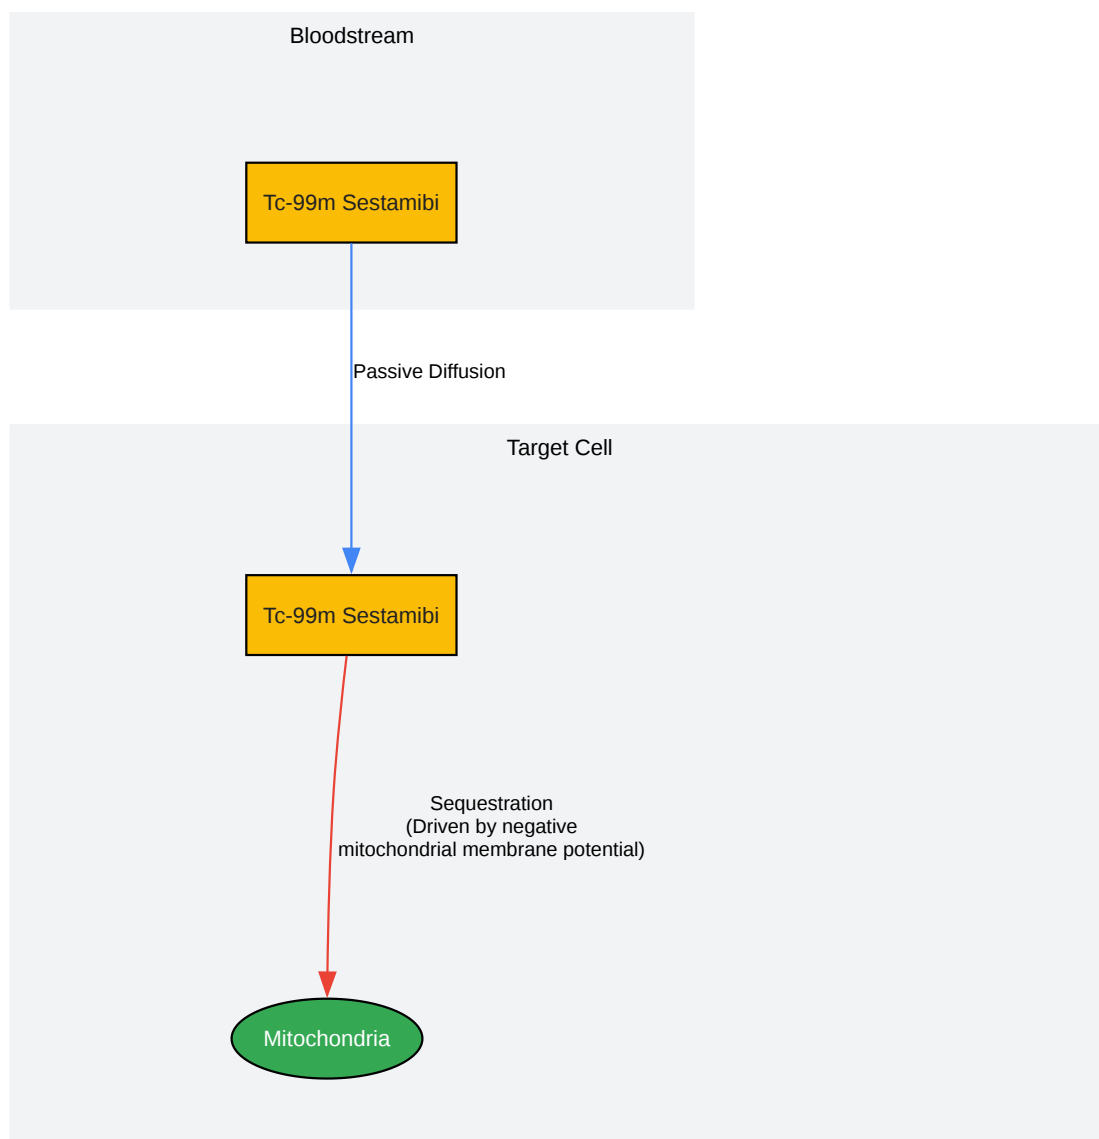 Bloodstream
Tc-99m Sestamibi
Passive Diffusion
Target Cell
Tc-99m Sestamibi
Sequestration
(Driven by negative
mitochondrial membrane potential)
Mitochondria